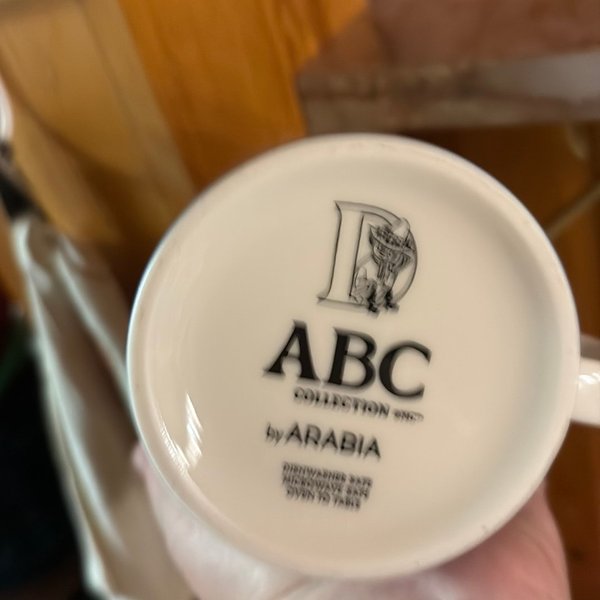 D
ABC
COLLECTION
by ARABIA
DISHWASHER SAFE
MICROWAVE SAFE
OVEN TO TABLE